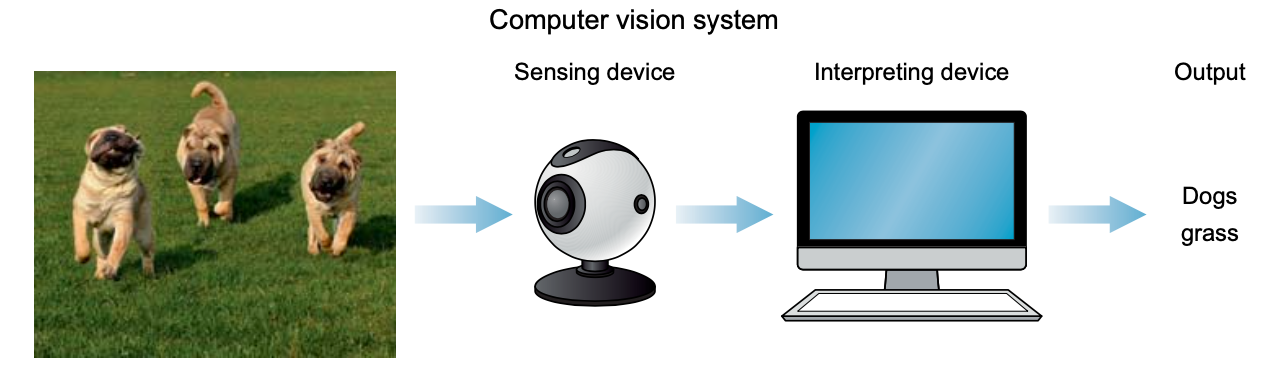 Computer vision system
Sensing device
Interpreting device
Output
Dogs
grass